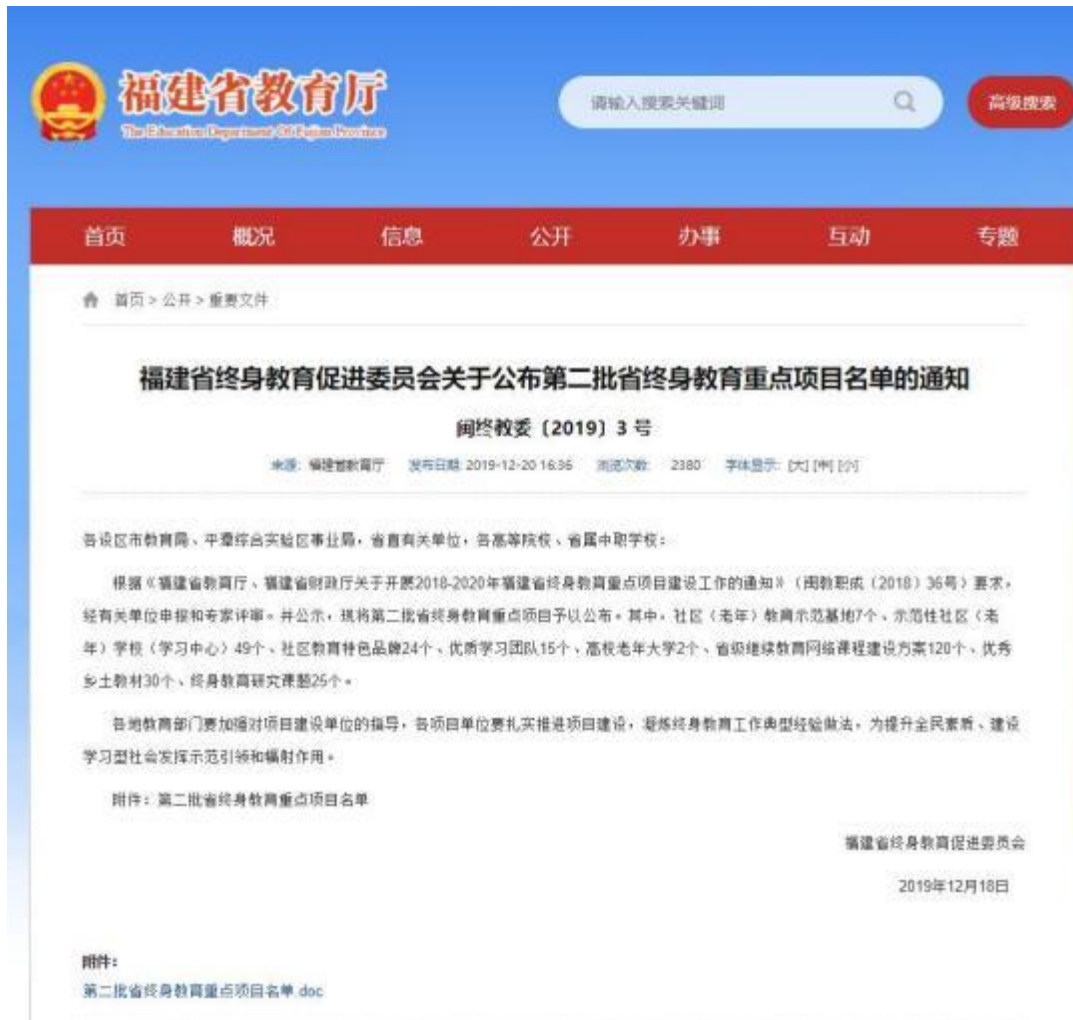 福建省教育厅
The Education Department Of Fujian Province
请输入搜索关键词
高级搜索
首页 概况 信息 公开 办事 互动 专题
首页 > 公开 > 重要文件
福建省终身教育促进委员会关于公布第二批省终身教育重点项目名单的通知
闽终教委〔2019〕3 号
来源: 福建省教育厅 发布日期: 2019-12-20 16:36 浏览次数: 2380 字体显示: [大] [中] [小]
各设区市教育局、平潭综合实验区事业局，省直有关单位，各高等院校、省属中职学校：
根据《福建省教育厅、福建省财政厅关于开展2018-2020年福建省终身教育重点项目建设工作的通知》（闽教职成〔2018〕36号）要求，
经有关单位申报和专家评审。并公示，现将第二批省终身教育重点项目予以公布。其中，社区（老年）教育示范基地7个、示范性社区（老
年）学校（学习中心）49个、社区教育特色品牌24个、优质学习团队15个、高校老年大学2个、省级继续教育网络课程建设方案120个、优秀
乡土教材30个、终身教育研究课题25个。
各地教育部门要加强对项目建设单位的指导，各项目单位要扎实推进项目建设，凝炼终身教育工作典型经验做法，为提升全民素质、建设
学习型社会发挥示范引领和辐射作用。
附件：第二批省终身教育重点项目名单
福建省终身教育促进委员会
2019年12月18日
附件：
第二批省终身教育重点项目名单.doc